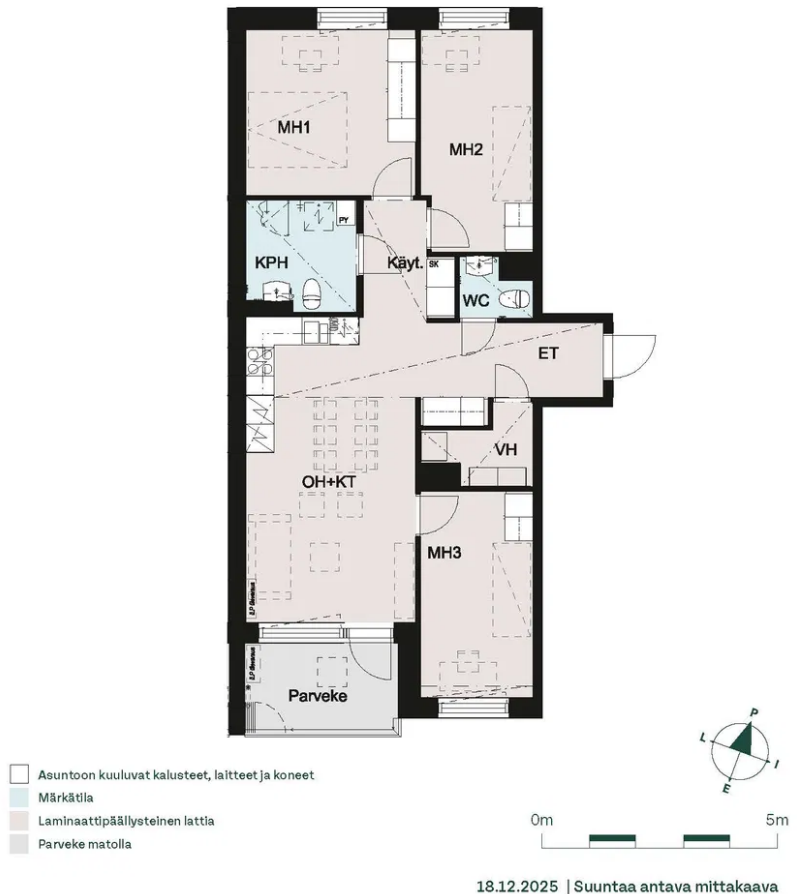 MH1
MH2
PY
KPH
Käyt.
SK
WC
ET
VH
OH+KT
MH3
Parveke
P
L
I
E
Asuntoon kuuluvat kalusteet, laitteet ja koneet
Märkätila
Laminaattipäällysteinen lattia
Parveke matolla
0m 5m
18.12.2025 | Suuntaa antava mittakaava